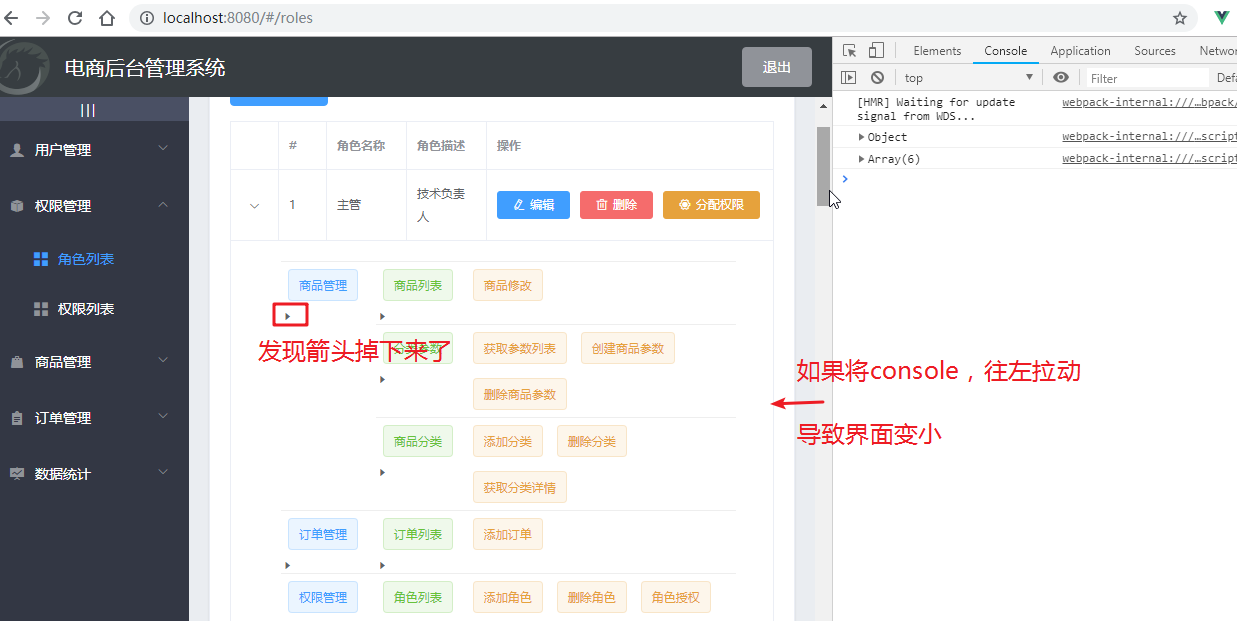 localhost:8080/#/roles
电商后台管理系统
退出
Elements Console Application Sources Networ
top Filter Defa
[HMR] Waiting for update signal from WDS...
webpack-internal:///…bpack/
Object webpack-internal:///…script
Array(6) webpack-internal:///…script
|||
用户管理
权限管理
角色列表
权限列表
商品管理
订单管理
数据统计
# 角色名称 角色描述 操作
1 主管 技术负责人 编辑 删除 分配权限
商品管理 商品列表 商品修改
发现箭头掉下来了
分类参数 获取参数列表 创建商品参数
删除商品参数
如果将console，往左拉动
导致界面变小
商品分类 添加分类 删除分类
获取分类详情
订单管理 订单列表 添加订单
权限管理 角色列表 添加角色 删除角色 角色授权